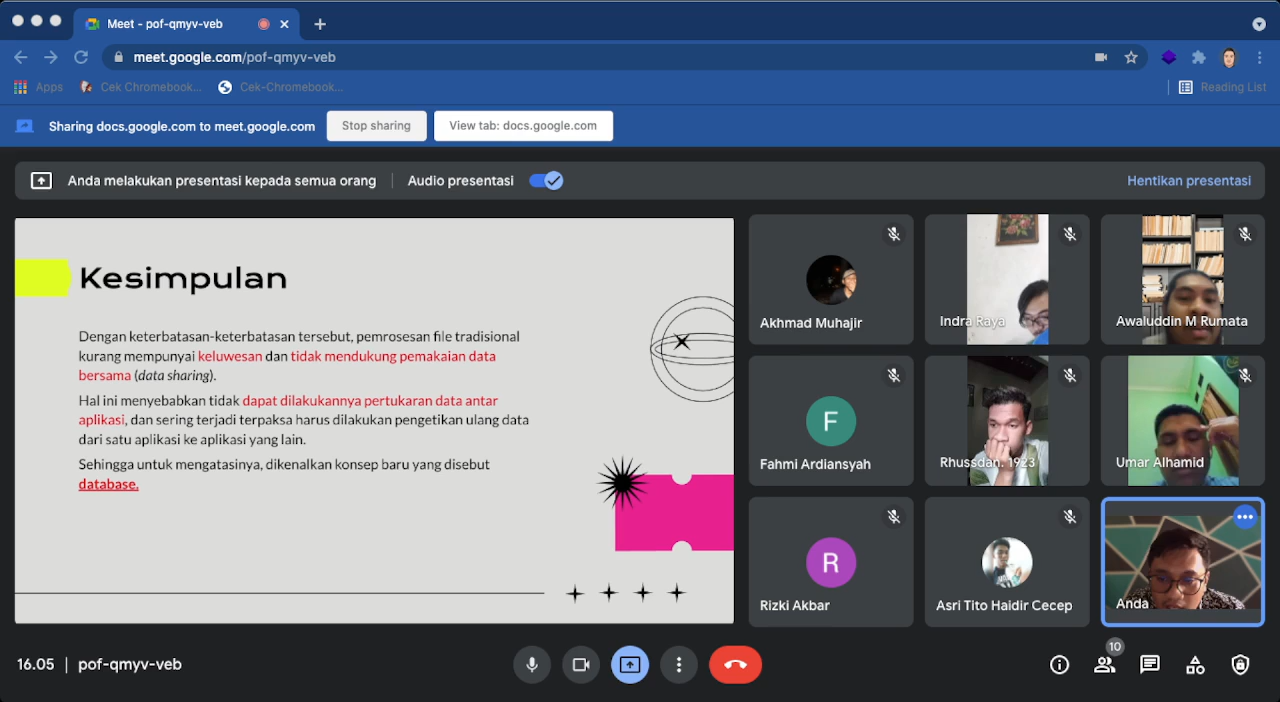 Meet - pof-qmyv-veb
meet.google.com/pof-qmyv-veb
Apps
Cek Chromebook...
Cek-Chromebook...
Reading List
Sharing docs.google.com to meet.google.com
Stop sharing
View tab: docs.google.com
Anda melakukan presentasi kepada semua orang
Audio presentasi
Hentikan presentasi
Kesimpulan
Dengan keterbatasan-keterbatasan tersebut, pemrosesan file tradisional
kurang mempunyai keluwesan dan tidak mendukung pemakaian data
bersama (data sharing).
Hal ini menyebabkan tidak dapat dilakukannya pertukaran data antar
aplikasi, dan sering terjadi terpaksa harus dilakukan pengetikan ulang data
dari satu aplikasi ke aplikasi yang lain.
Sehingga untuk mengatasinya, dikenalkan konsep baru yang disebut
database.
Akhmad Muhajir
Indra Raya
Awaluddin M Rumata
F
Fahmi Ardiansyah
Rhussdan. 1923
Umar Alhamid
R
Rizki Akbar
Asri Tito Haidir Cecep
Anda
16.05 | pof-qmyv-veb
10